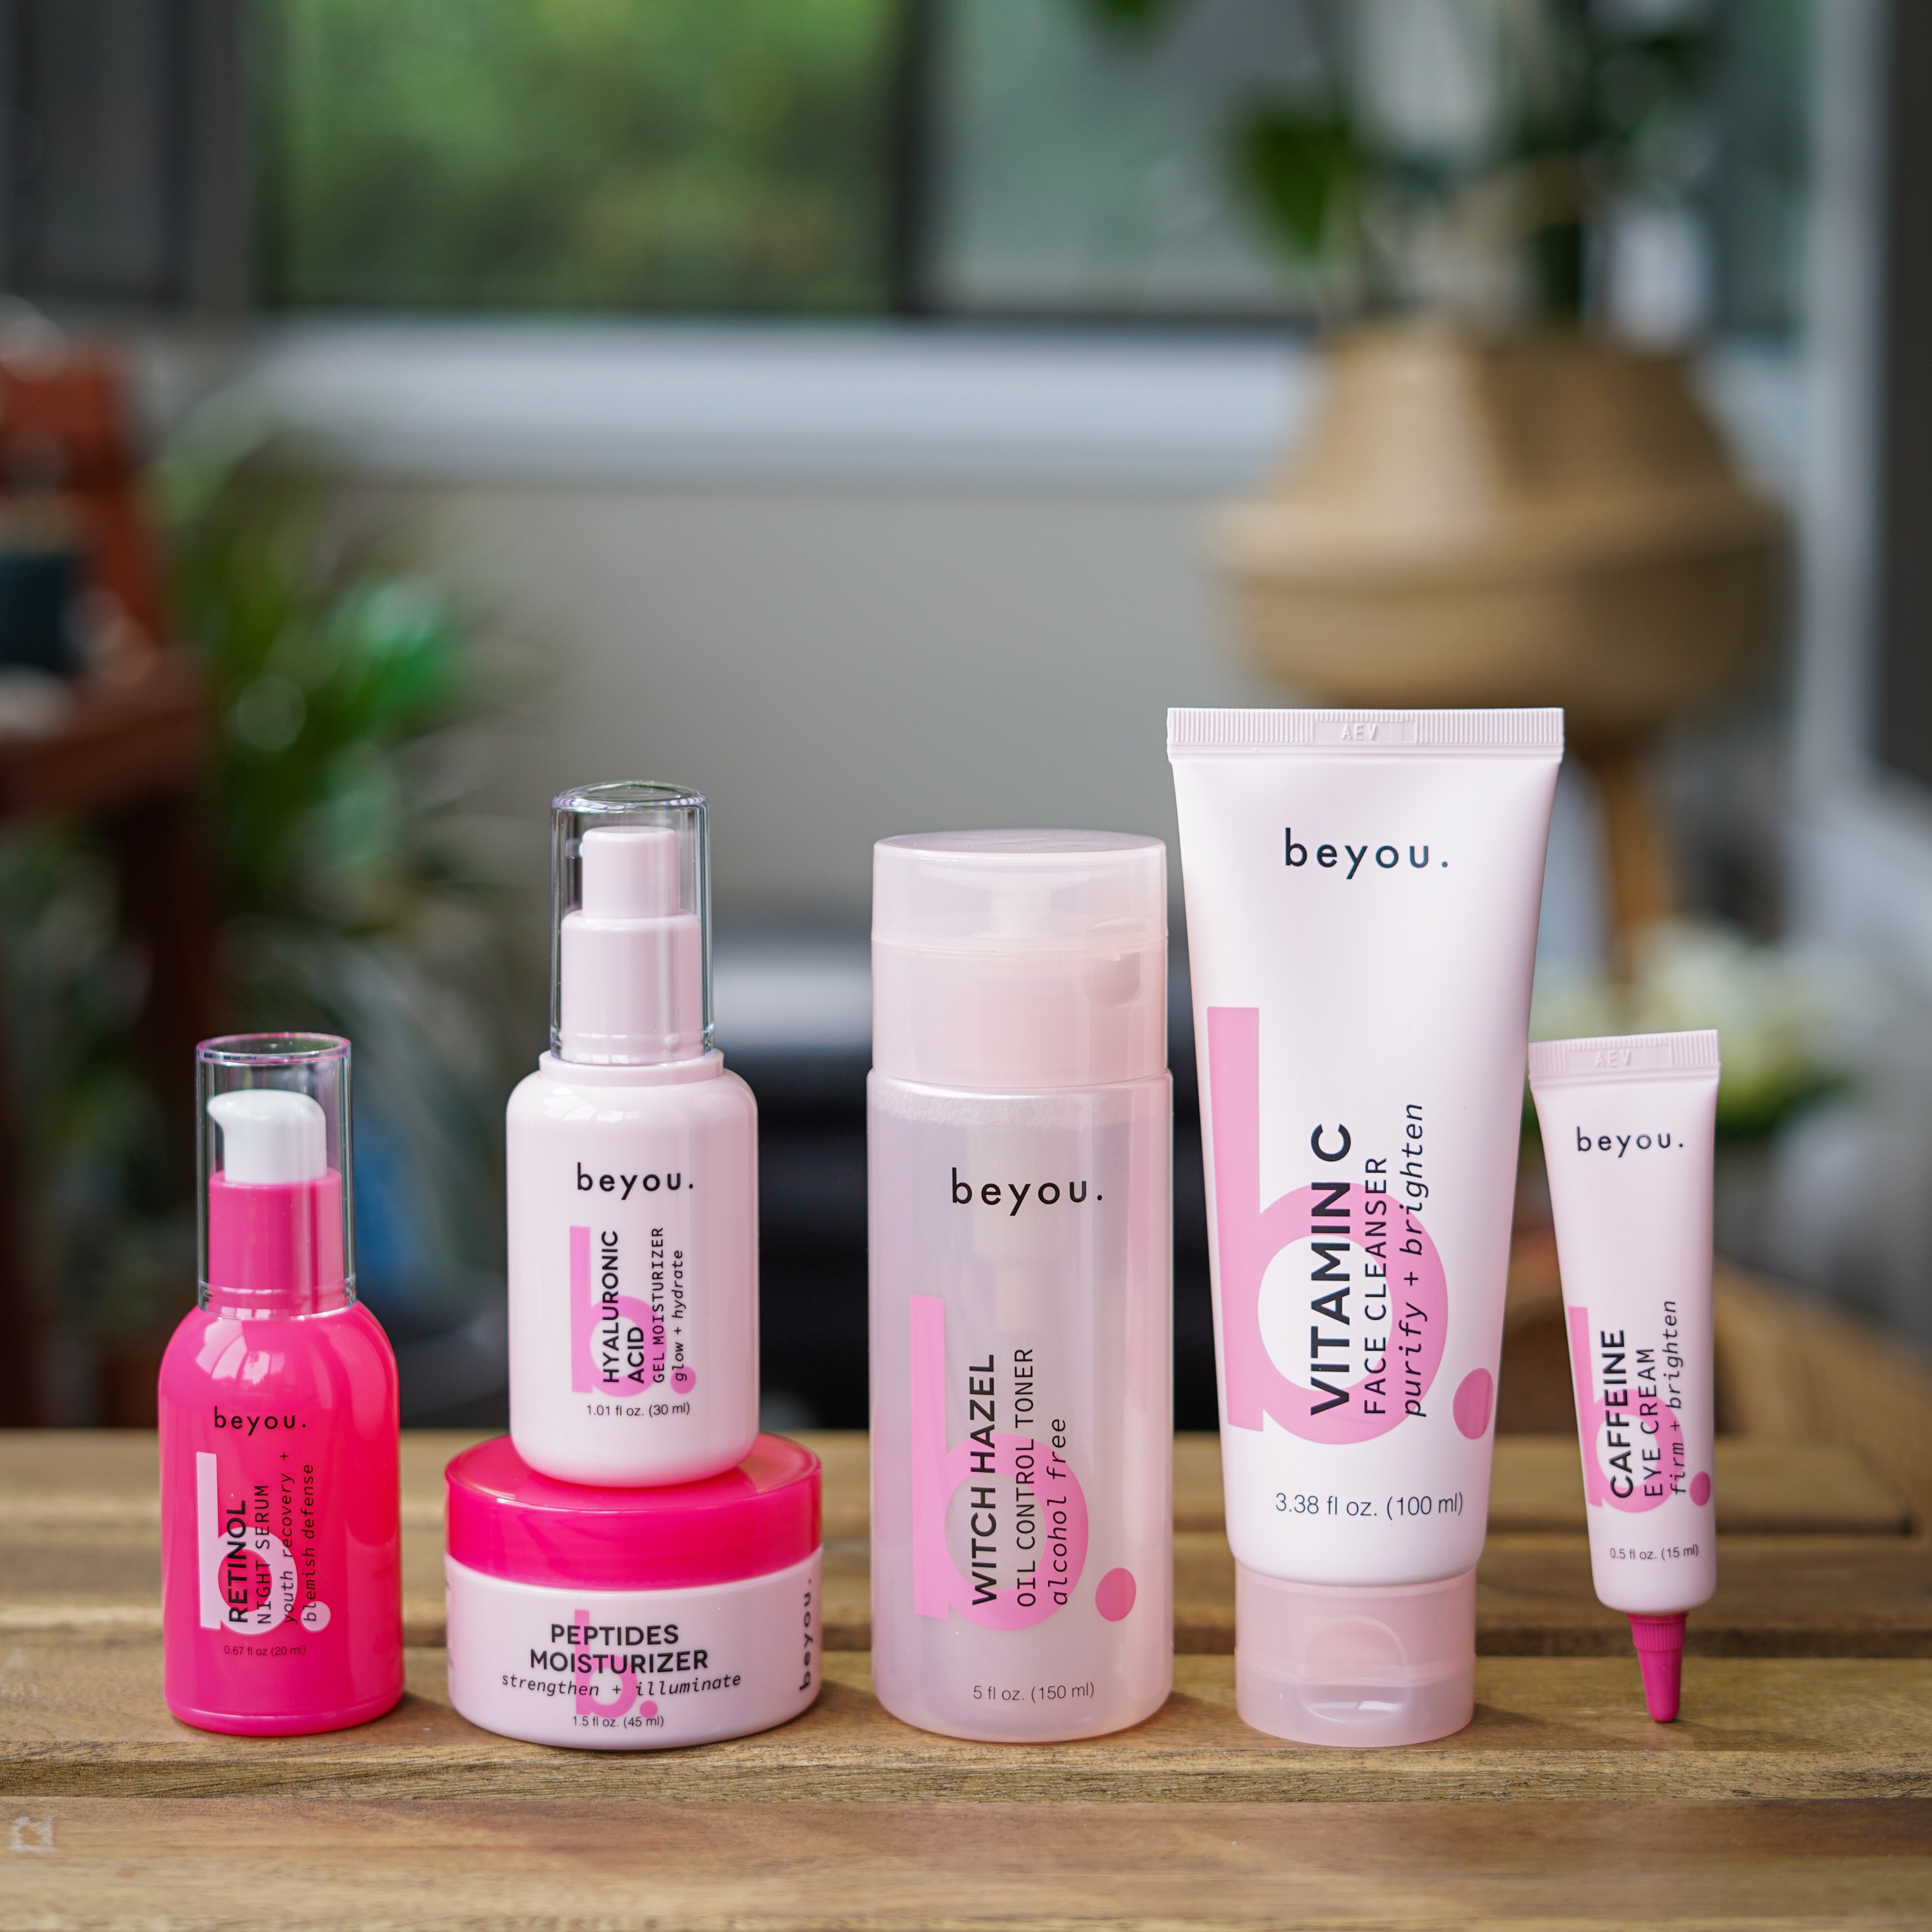 beyou.
b.
RETINOL
NIGHT SERUM
youth recovery +
blemish defense
0.67 fl oz (20 ml)
beyou.
b.
HYALURONIC
ACID
GEL MOISTURIZER
glow + hydrate
1.01 fl oz. (30 ml)
b.
PEPTIDES
MOISTURIZER
strengthen + illuminate
1.5 fl oz. (45 ml)
beyou.
beyou.
b.
WITCH HAZEL
OIL CONTROL TONER
alcohol free
5 fl oz. (150 ml)
AEV
beyou.
b.
VITAMIN C
FACE CLEANSER
purify + brighten
3.38 fl oz. (100 ml)
AEV
beyou.
b.
CAFFEINE
EYE CREAM
firm + brighten
0.5 fl oz. (15 ml)